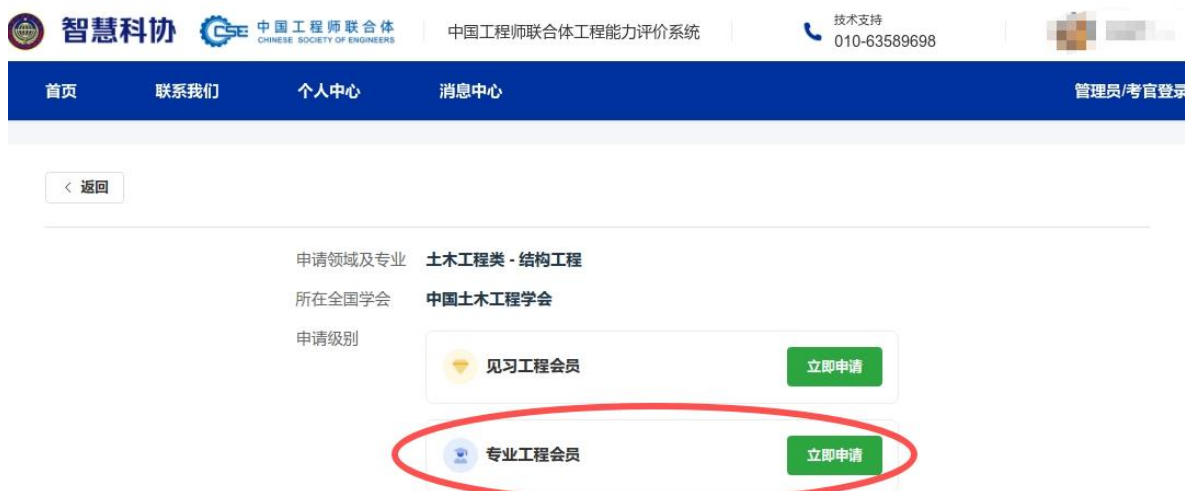 智慧科协 CSE 中国工程师联合体 中国工程师联合体工程能力评价系统 技术支持
CHINESE SOCIETY OF ENGINEERS 010-63589698
首页 联系我们 个人中心 消息中心 管理员/考官登录
< 返回
申请领域及专业 土木工程类 - 结构工程
所在全国学会 中国土木工程学会
申请级别
见习工程会员 立即申请
专业工程会员 立即申请